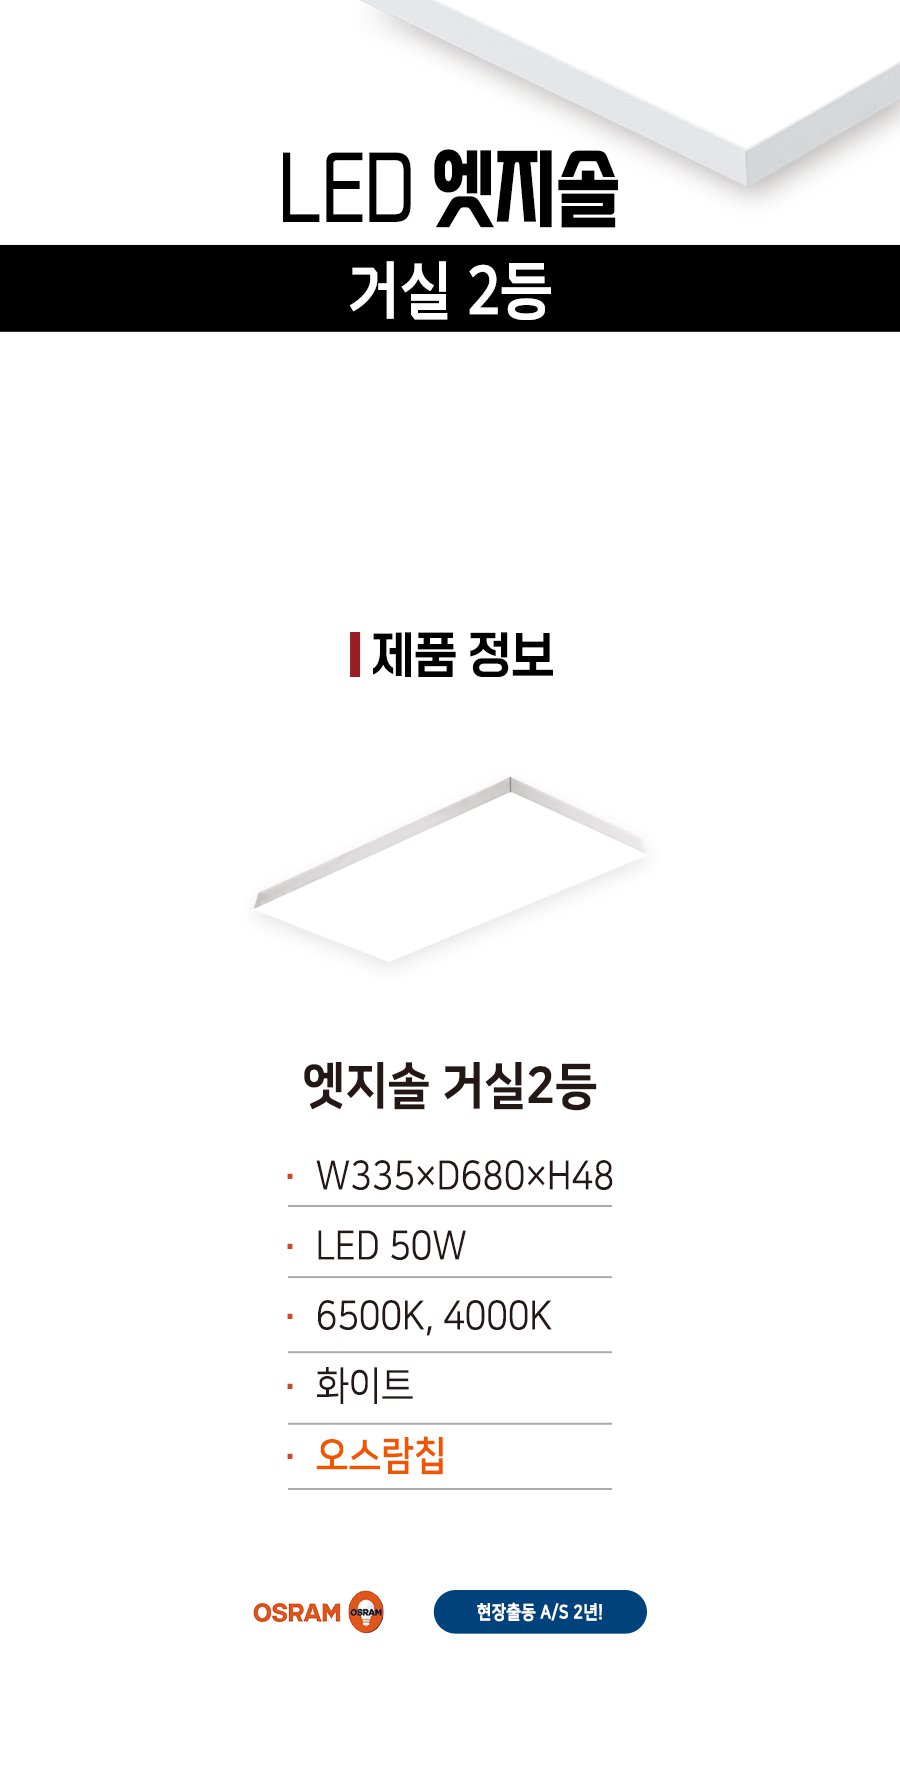 LED 엣지솔
거실 2등
제품 정보
엣지솔 거실2등
· W335×D680×H48
· LED 50W
· 6500K, 4000K
· 화이트
· 오스람칩
OSRAM OSRAM
현장출동 A/S 2년!